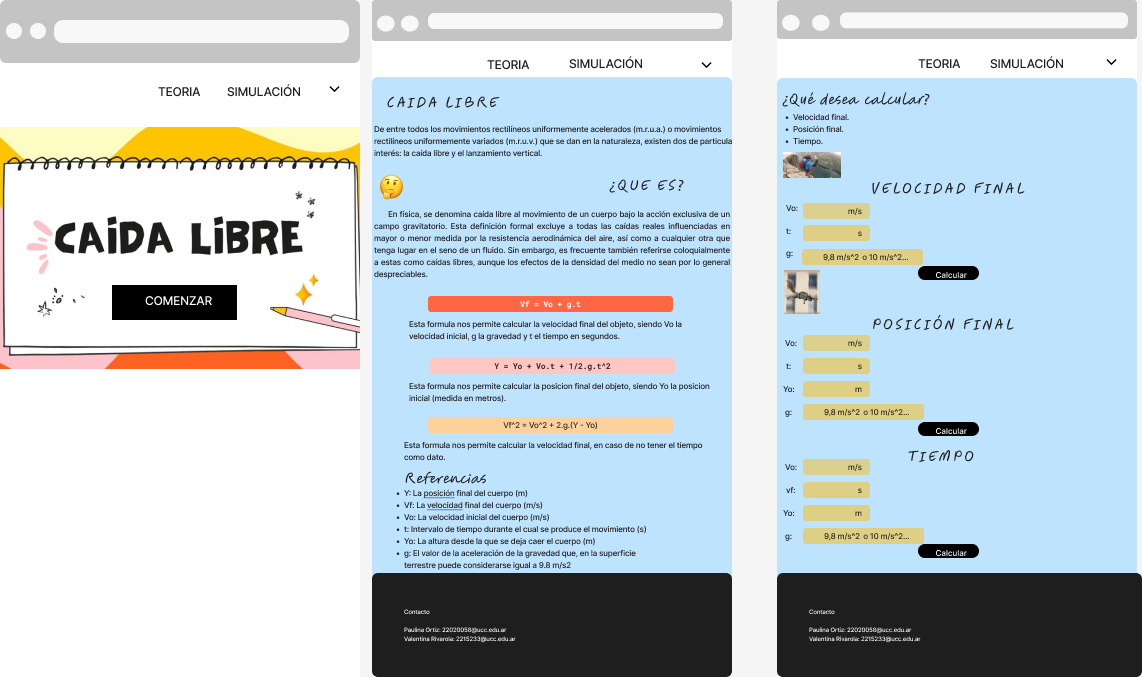 TEORIA SIMULACIÓN
CAiDA LiBRE
COMENZAR
TEORIA SIMULACIÓN
CAIDA LIBRE
De entre todos los movimientos rectilíneos uniformemente acelerados (m.r.u.a.) o movimientos
rectilíneos uniformemente variados (m.r.u.v.) que se dan en la naturaleza, existen dos de particula
interés: la caída libre y el lanzamiento vertical.
¿QUE ES?
En física, se denomina caída libre al movimiento de un cuerpo bajo la acción exclusiva de un
campo gravitatorio. Esta definición formal excluye a todas las caídas reales influenciadas en
mayor o menor medida por la resistencia aerodinámica del aire, así como a cualquier otra que
tenga lugar en el seno de un fluido. Sin embargo, es frecuente también referirse coloquialmente
a estas como caídas libres, aunque los efectos de la densidad del medio no sean por lo general
despreciables.
Vf = Vo + g.t
Esta formula nos permite calcular la velocidad final del objeto, siendo Vo la
velocidad inicial, g la gravedad y t el tiempo en segundos.
Y = Yo + Vo.t + 1/2.g.t^2
Esta formula nos permite calcular la posicion final del objeto, siendo Yo la posicion
inicial (medida en metros).
Vf^2 = Vo^2 + 2.g.(Y - Yo)
Esta formula nos permite calcular la velocidad final, en caso de no tener el tiempo
como dato.
Referencias
• Y: La posición final del cuerpo (m)
• Vf: La velocidad final del cuerpo (m/s)
• Vo: La velocidad inicial del cuerpo (m/s)
• t: Intervalo de tiempo durante el cual se produce el movimiento (s)
• Yo: La altura desde la que se deja caer el cuerpo (m)
• g: El valor de la aceleración de la gravedad que, en la superficie
terrestre puede considerarse igual a 9.8 m/s2
Contacto
Paulina Ortiz: 22020058@ucc.edu.ar
Valentina Rivarola: 2215233@ucc.edu.ar
TEORIA SIMULACIÓN
¿Qué desea calcular?
• Velocidad final.
• Posición final.
• Tiempo.
VELOCIDAD FINAL
Vo: m/s
t: s
g: 9,8 m/s^2 o 10 m/s^2...
Calcular
POSICIÓN FINAL
Vo: m/s
t: s
Yo: m
g: 9,8 m/s^2 o 10 m/s^2...
Calcular
TIEMPO
Vo: m/s
vf: s
Yo: m
g: 9,8 m/s^2 o 10 m/s^2...
Calcular
Contacto
Paulina Ortiz: 22020058@ucc.edu.ar
Valentina Rivarola: 2215233@ucc.edu.ar